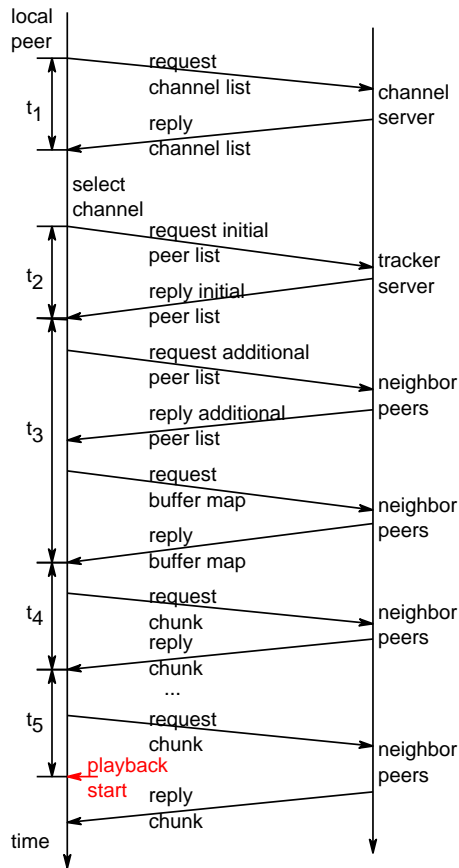 local
peer
request
channel list
t1
channel
server
reply
channel list
select
channel
request initial
peer list
t2
tracker
server
reply initial
peer list
request additional
peer list
neighbor
peers
reply additional
peer list
t3
request
buffer map
neighbor
peers
reply
buffer map
request
chunk
t4
neighbor
peers
reply
chunk
...
t5
request
chunk
neighbor
peers
playback
start
reply
chunk
time